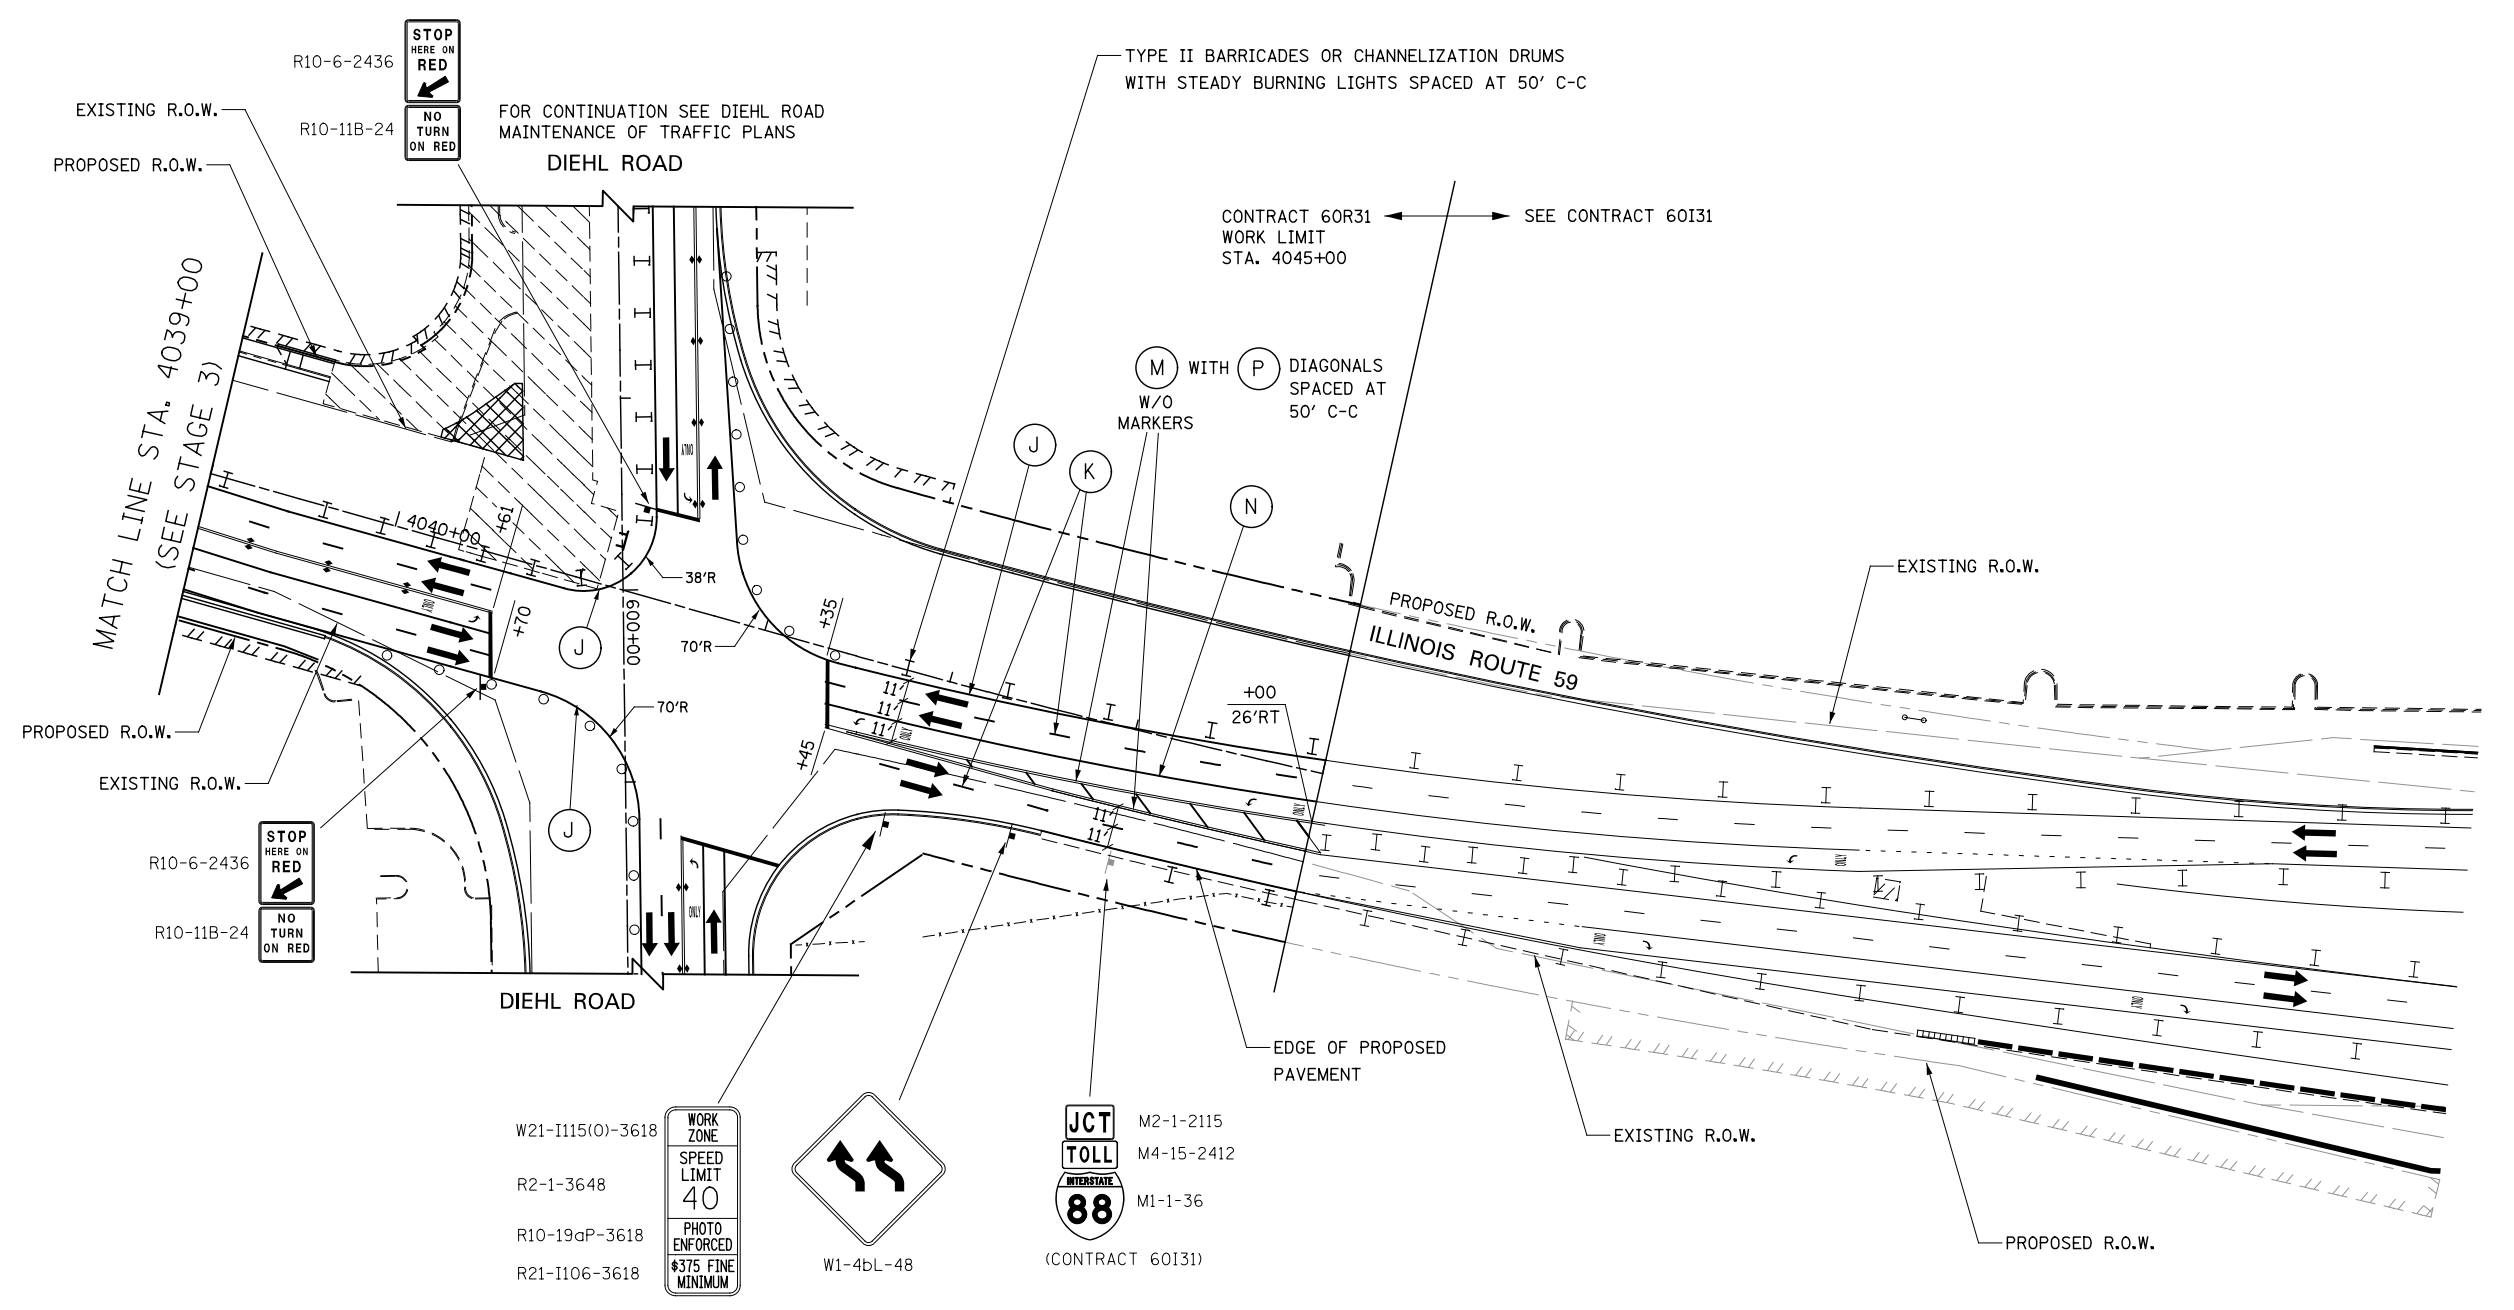 STOP
HERE ON
RED
R10-6-2436
NO
TURN
ON RED
R10-11B-24
EXISTING R.O.W.
PROPOSED R.O.W.
FOR CONTINUATION SEE DIEHL ROAD
MAINTENANCE OF TRAFFIC PLANS
DIEHL ROAD
TYPE II BARRICADES OR CHANNELIZATION DRUMS
WITH STEADY BURNING LIGHTS SPACED AT 50' C-C
CONTRACT 60R31
WORK LIMIT
STA. 4045+00
SEE CONTRACT 60I31
MATCH LINE STA. 4039+00
(SEE STAGE 3)
M WITH P DIAGONALS
SPACED AT
50' C-C
W/O
MARKERS
J
K
N
ONLY
4040+00
+61
+70
ONLY
38'R
J
600+00
70'R
+35
11'
11'
11'
ONLY
+45
PROPOSED R.O.W.
ILLINOIS ROUTE 59
EXISTING R.O.W.
+00
26'RT
ONLY
11'
11'
ONLY
ONLY
ONLY
PROPOSED R.O.W.
EXISTING R.O.W.
70'R
J
ONLY
STOP
HERE ON
RED
R10-6-2436
NO
TURN
ON RED
R10-11B-24
DIEHL ROAD
EDGE OF PROPOSED
PAVEMENT
EXISTING R.O.W.
PROPOSED R.O.W.
W21-I115(O)-3618
WORK
ZONE
R2-1-3648
SPEED
LIMIT
40
R10-19aP-3618
PHOTO
ENFORCED
R21-I106-3618
$375 FINE
MINIMUM
W1-4bL-48
JCT
M2-1-2115
TOLL
M4-15-2412
INTERSTATE
88
M1-1-36
(CONTRACT 60I31)